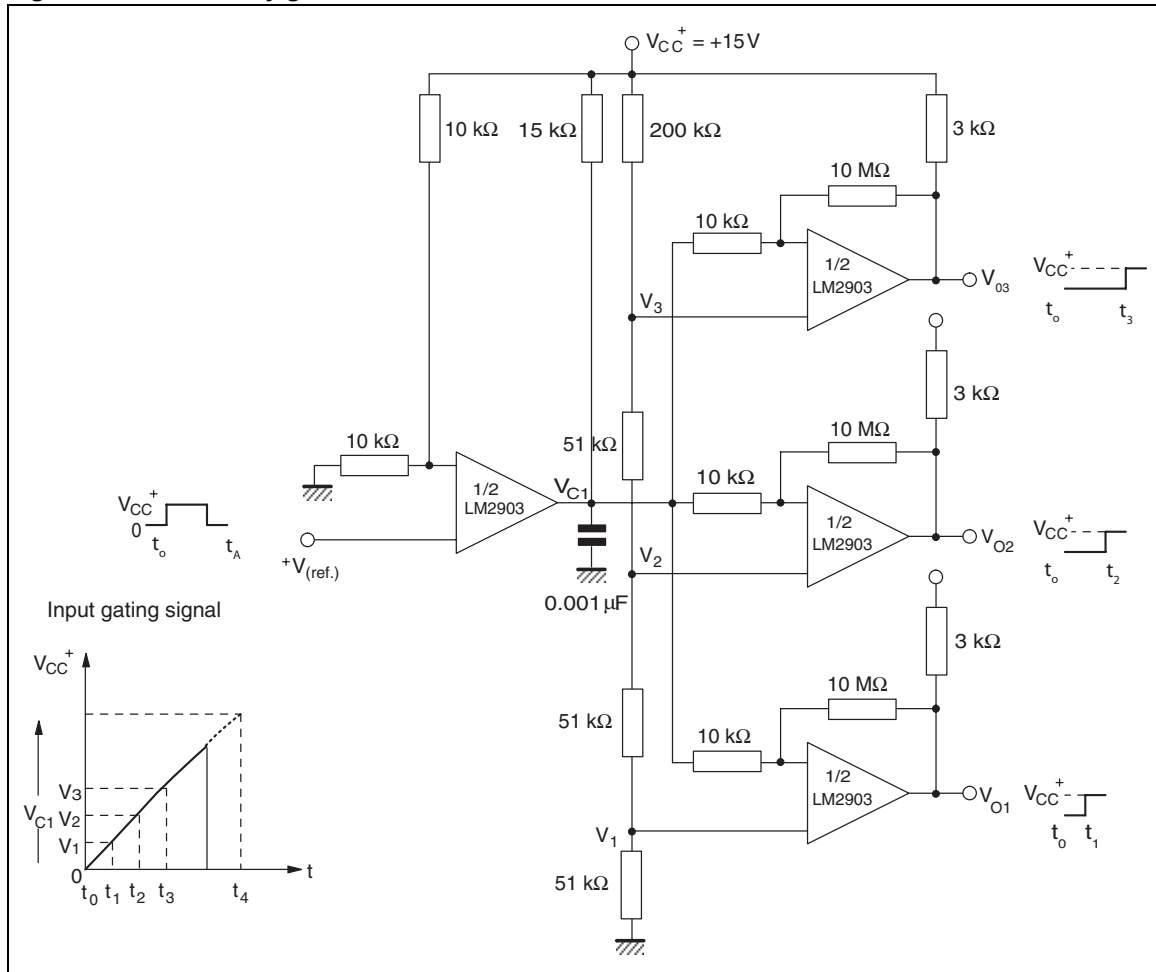 V_CC^+ = +15V
10 kΩ
15 kΩ
200 kΩ
3 kΩ
10 MΩ
10 kΩ
1/2
LM2903
V_03
V_CC^+
t_o
t_3
V_3
3 kΩ
51 kΩ
10 kΩ
10 MΩ
10 kΩ
1/2
LM2903
V_C1
1/2
LM2903
V_O2
V_CC^+
t_o
t_2
V_CC^+
0
t_o
t_A
+V_(ref.)
V_2
0.001 µF
Input gating signal
3 kΩ
V_CC^+
10 MΩ
51 kΩ
10 kΩ
1/2
LM2903
V_O1
V_CC^+
t_o
t_1
V_3
V_C1
V_2
V_1
0
t
t_0 t_1 t_2 t_3 t_4
V_1
51 kΩ